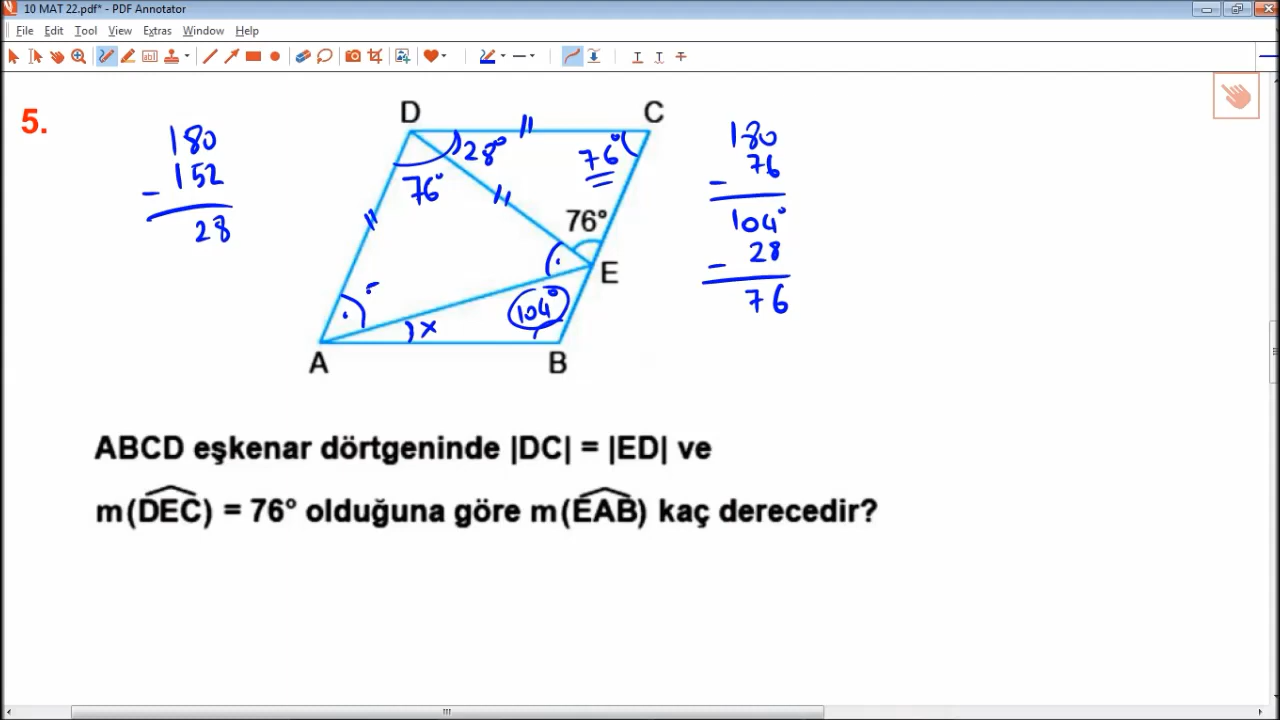 10 MAT 22.pdf* - PDF Annotator
File Edit Tool View Extras Window Help
5.
180
- 152
28
D
C
28°
76°
76°
76°
E
104°
x
A
B
180
- 76
104°
- 28
76
ABCD eşkenar dörtgeninde |DC| = |ED| ve
m(DEC) = 76° olduğuna göre m(EAB) kaç derecedir?